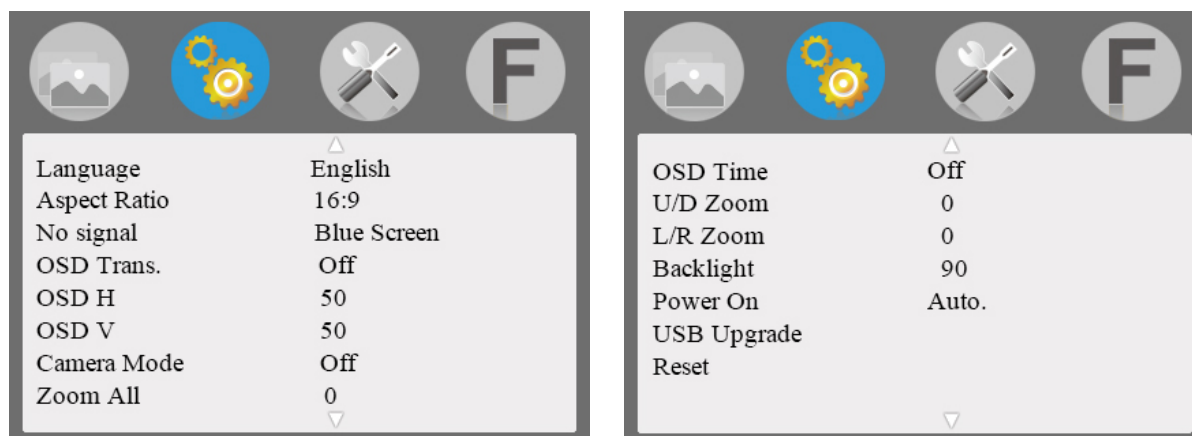 F
Language English
Aspect Ratio 16:9
No signal Blue Screen
OSD Trans. Off
OSD H 50
OSD V 50
Camera Mode Off
Zoom All 0
F
OSD Time Off
U/D Zoom 0
L/R Zoom 0
Backlight 90
Power On Auto.
USB Upgrade
Reset